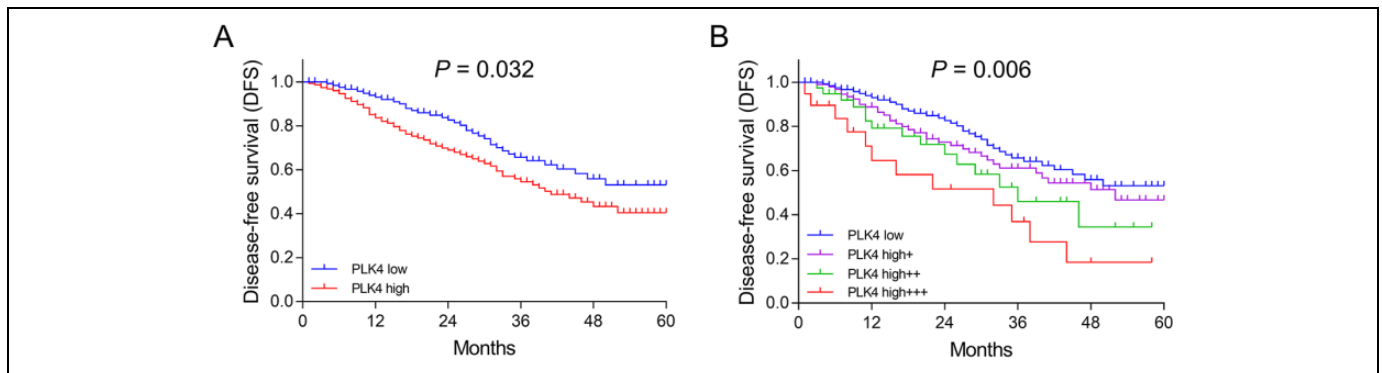 A
P = 0.032
Disease-free survival (DFS)
1.0
0.8
0.6
0.4
0.2
0.0
PLK4 low
PLK4 high
0 12 24 36 48 60
Months
B
P = 0.006
Disease-free survival (DFS)
1.0
0.8
0.6
0.4
0.2
0.0
PLK4 low
PLK4 high+
PLK4 high++
PLK4 high+++
0 12 24 36 48 60
Months